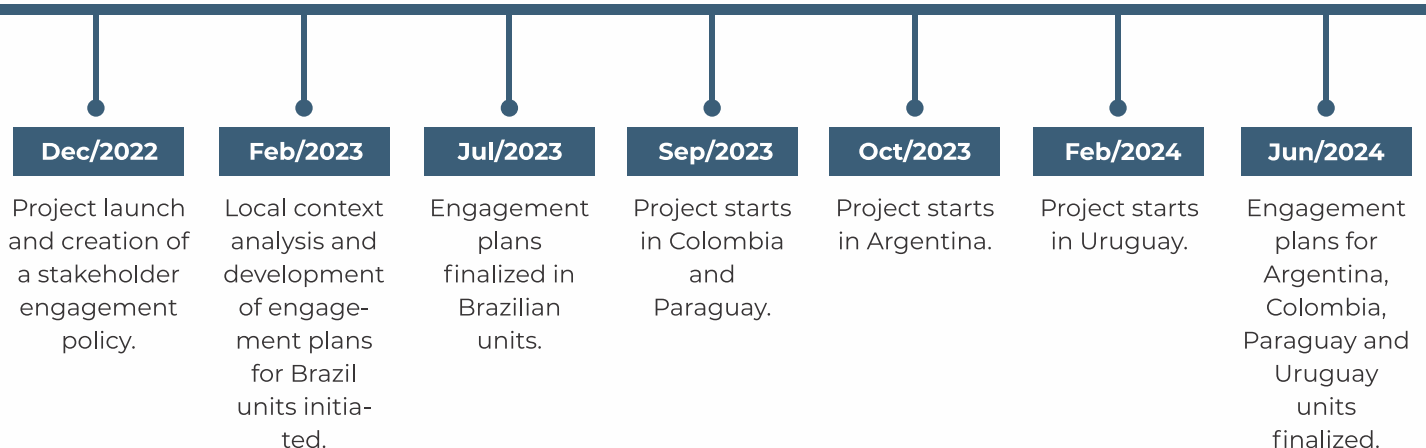 Dec/2022
Project launch
and creation of
a stakeholder
engagement
policy.
Feb/2023
Local context
analysis and
development
of engage-
ment plans
for Brazil
units initia-
ted.
Jul/2023
Engagement
plans
finalized in
Brazilian
units.
Sep/2023
Project starts
in Colombia
and
Paraguay.
Oct/2023
Project starts
in Argentina.
Feb/2024
Project starts
in Uruguay.
Jun/2024
Engagement
plans for
Argentina,
Colombia,
Paraguay and
Uruguay
units
finalized.